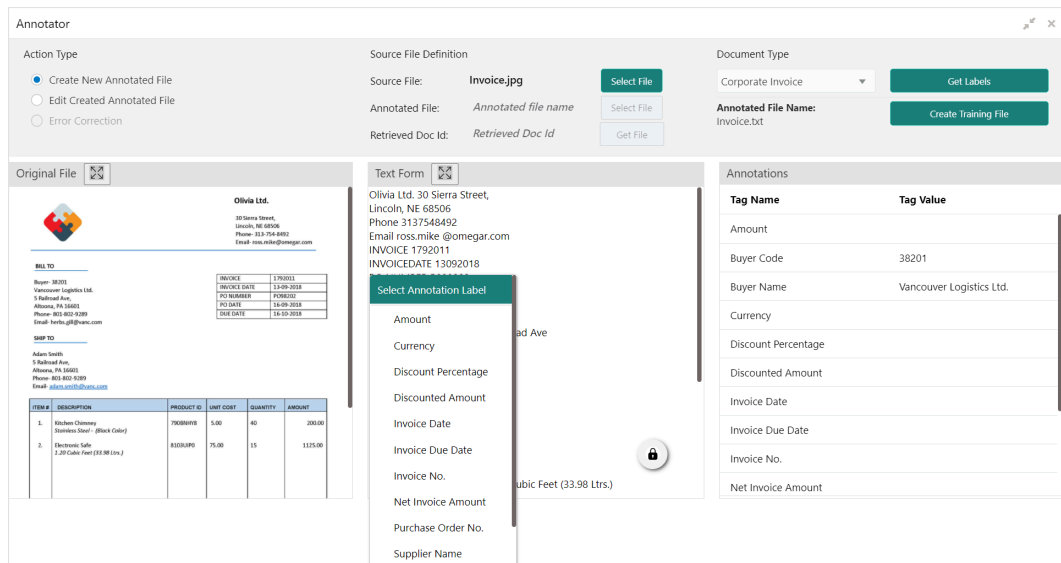 Annotator
Action Type
Create New Annotated File
Edit Created Annotated File
Error Correction
Source File Definition
Source File: Invoice.jpg Select File
Annotated File: Annotated file name Select File
Retrieved Doc Id: Retrieved Doc Id Get File
Document Type
Corporate Invoice Get Labels
Annotated File Name:
Invoice.txt
Create Training File
Original File
Olivia Ltd.
30 Sierra Street,
Lincoln, NE 68506
Phone- 313-754-8492
Email- ross.mike@omegar.com
BILL TO
Buyer- 38201
Vancouver Logistics Ltd.
5 Railroad Ave,
Altoona, PA 16601
Phone- 801-802-9289
Email- herbs.gill@vanc.com
INVOICE 1792011
INVOICE DATE 13-09-2018
PO NUMBER PO98202
PO DATE 16-09-2018
DUE DATE 16-10-2018
SHIP TO
Adam Smith
5 Railroad Ave,
Altoona, PA 16601
Phone- 801-802-9289
Email- adam.smith@vanc.com
ITEM # DESCRIPTION PRODUCT ID UNIT COST QUANTITY AMOUNT
1. Kitchen Chimney 7908NHY8 5.00 40 200.00
Stainless Steel - (Black Color)
2. Electronic Safe 8103UIP0 75.00 15 1125.00
1.20 Cubic Feet (33.98 Ltrs.)
Text Form
Olivia Ltd. 30 Sierra Street,
Lincoln, NE 68506
Phone 3137548492
Email ross.mike @omegar.com
INVOICE 1792011
INVOICEDATE 13092018
ad Ave
ubic Feet (33.98 Ltrs.)
Select Annotation Label
Amount
Currency
Discount Percentage
Discounted Amount
Invoice Date
Invoice Due Date
Invoice No.
Net Invoice Amount
Purchase Order No.
Supplier Name
Annotations
Tag Name Tag Value
Amount
Buyer Code 38201
Buyer Name Vancouver Logistics Ltd.
Currency
Discount Percentage
Discounted Amount
Invoice Date
Invoice Due Date
Invoice No.
Net Invoice Amount